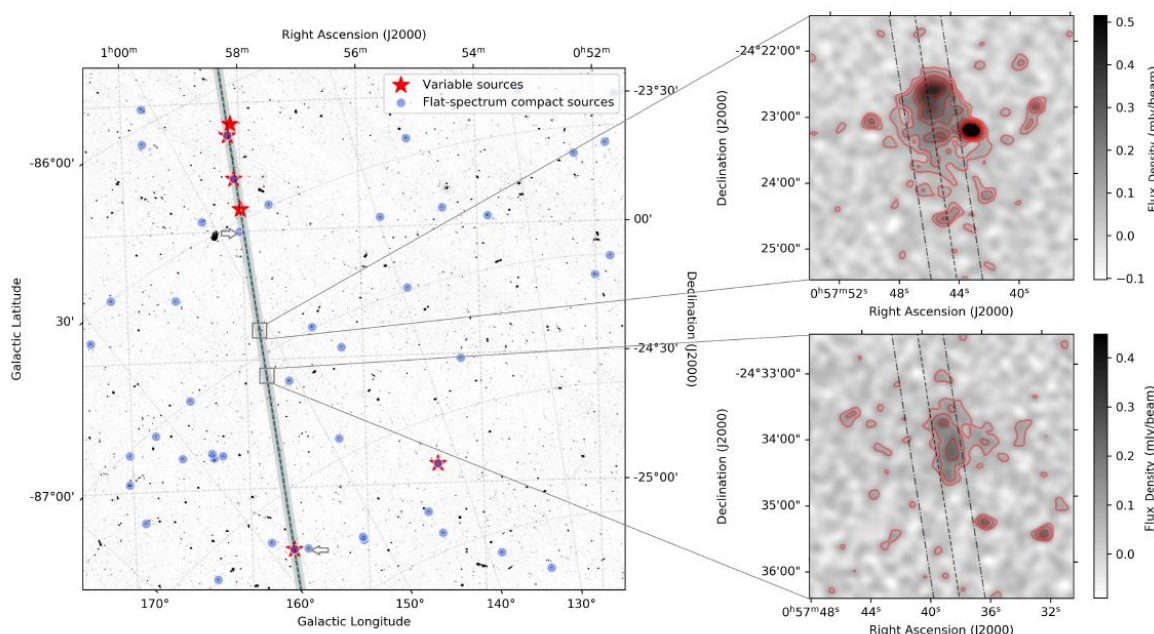 Right Ascension (J2000)
1ʰ00ᵐ 58ᵐ 56ᵐ 54ᵐ 0ʰ52ᵐ
Variable sources
Flat-spectrum compact sources
-23°30'
-86°00'
00'
30'
-24°30'
-87°00'
-25°00'
Galactic Latitude
Declination (J2000)
170° 160° 150° 140° 130°
Galactic Longitude
-24°22'00"
23'00"
24'00"
25'00"
Declination (J2000)
0ʰ57ᵐ52ˢ 48ˢ 44ˢ 40ˢ
Right Ascension (J2000)
0.5
0.4
0.3
0.2
0.1
0.0
−0.1
Flux Density (mJy/beam)
-24°33'00"
34'00"
35'00"
36'00"
Declination (J2000)
0ʰ57ᵐ48ˢ 44ˢ 40ˢ 36ˢ 32ˢ
Right Ascension (J2000)
0.4
0.3
0.2
0.1
0.0
Flux Density (mJy/beam)